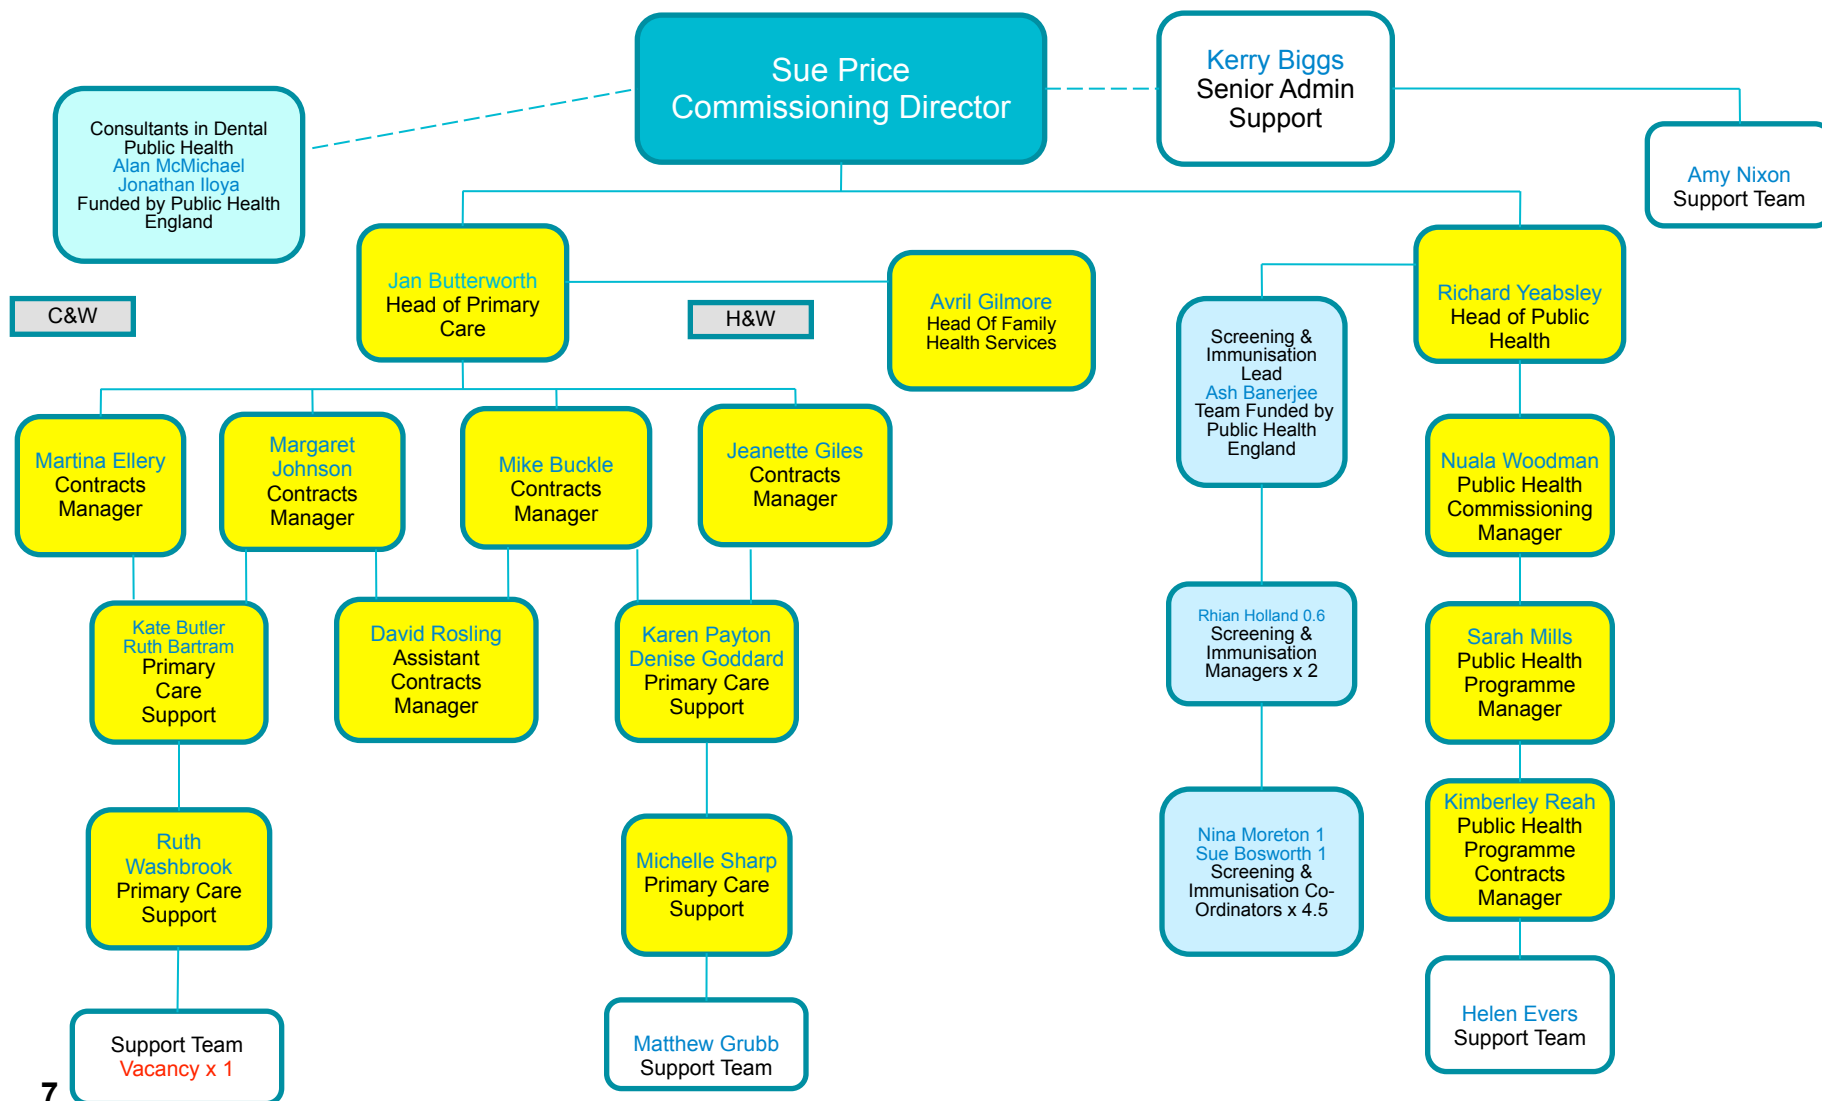 Sue Price
Commissioning Director
Kerry Biggs
Senior Admin
Support
Consultants in Dental
Public Health
Alan McMichael
Jonathan Iloya
Funded by Public Health
England
Amy Nixon
Support Team
Jan Butterworth
Head of Primary
Care
Avril Gilmore
Head Of Family
Health Services
Richard Yeabsley
Head of Public
Health
C&W
H&W
Screening &
Immunisation
Lead
Ash Banerjee
Team Funded by
Public Health
England
Martina Ellery
Contracts
Manager
Margaret
Johnson
Contracts
Manager
Mike Buckle
Contracts
Manager
Jeanette Giles
Contracts
Manager
Nuala Woodman
Public Health
Commissioning
Manager
Kate Butler
Ruth Bartram
Primary
Care
Support
David Rosling
Assistant
Contracts
Manager
Karen Payton
Denise Goddard
Primary Care
Support
Rhian Holland 0.6
Screening &
Immunisation
Managers x 2
Sarah Mills
Public Health
Programme
Manager
Ruth
Washbrook
Primary Care
Support
Michelle Sharp
Primary Care
Support
Nina Moreton 1
Sue Bosworth 1
Screening &
Immunisation Co-
Ordinators x 4.5
Kimberley Reah
Public Health
Programme
Contracts
Manager
Support Team
Vacancy x 1
Matthew Grubb
Support Team
Helen Evers
Support Team
7